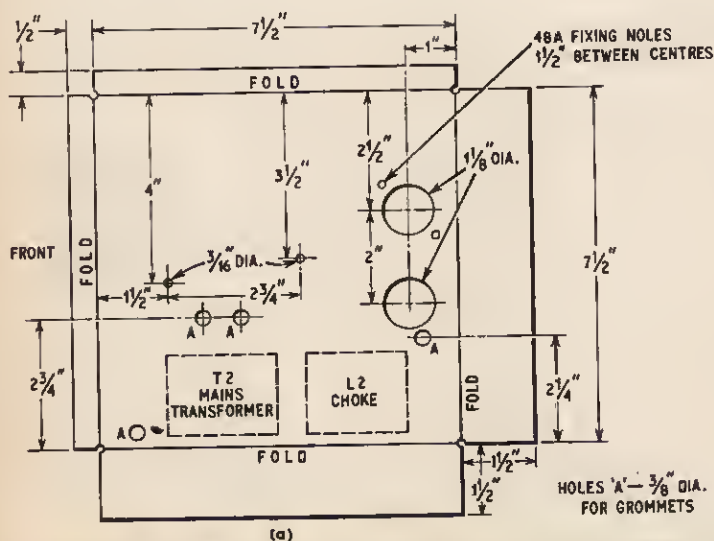 1/2"
7 1/2"
1"
48A FIXING NOLES
1 1/2" BETWEEN CENTRES
FOLD
2 1/2"
1 1/8" DIA.
3 1/2"
4"
FRONT
FOLD
3/16" DIA.
2"
7 1/2"
1 1/2"
2 3/4"
A
A
A
2 3/4"
T2
MAINS
TRANSFORMER
L2
CHOKE
FOLD
2 1/4"
A
FOLD
1 1/2"
1 1/2"
HOLES 'A'— 3/8" DIA.
FOR GROMMETS
(a)